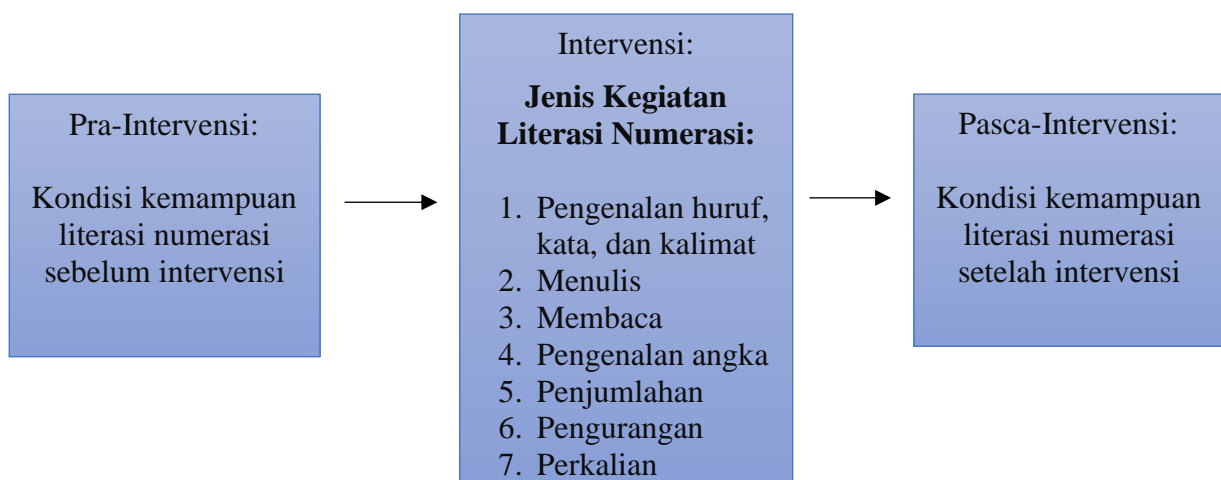 Pra-Intervensi:
Kondisi kemampuan
literasi numerasi
sebelum intervensi
Intervensi:
Jenis Kegiatan
Literasi Numerasi:
1. Pengenalan huruf,
kata, dan kalimat
2. Menulis
3. Membaca
4. Pengenalan angka
5. Penjumlahan
6. Pengurangan
7. Perkalian
Pasca-Intervensi:
Kondisi kemampuan
literasi numerasi
setelah intervensi